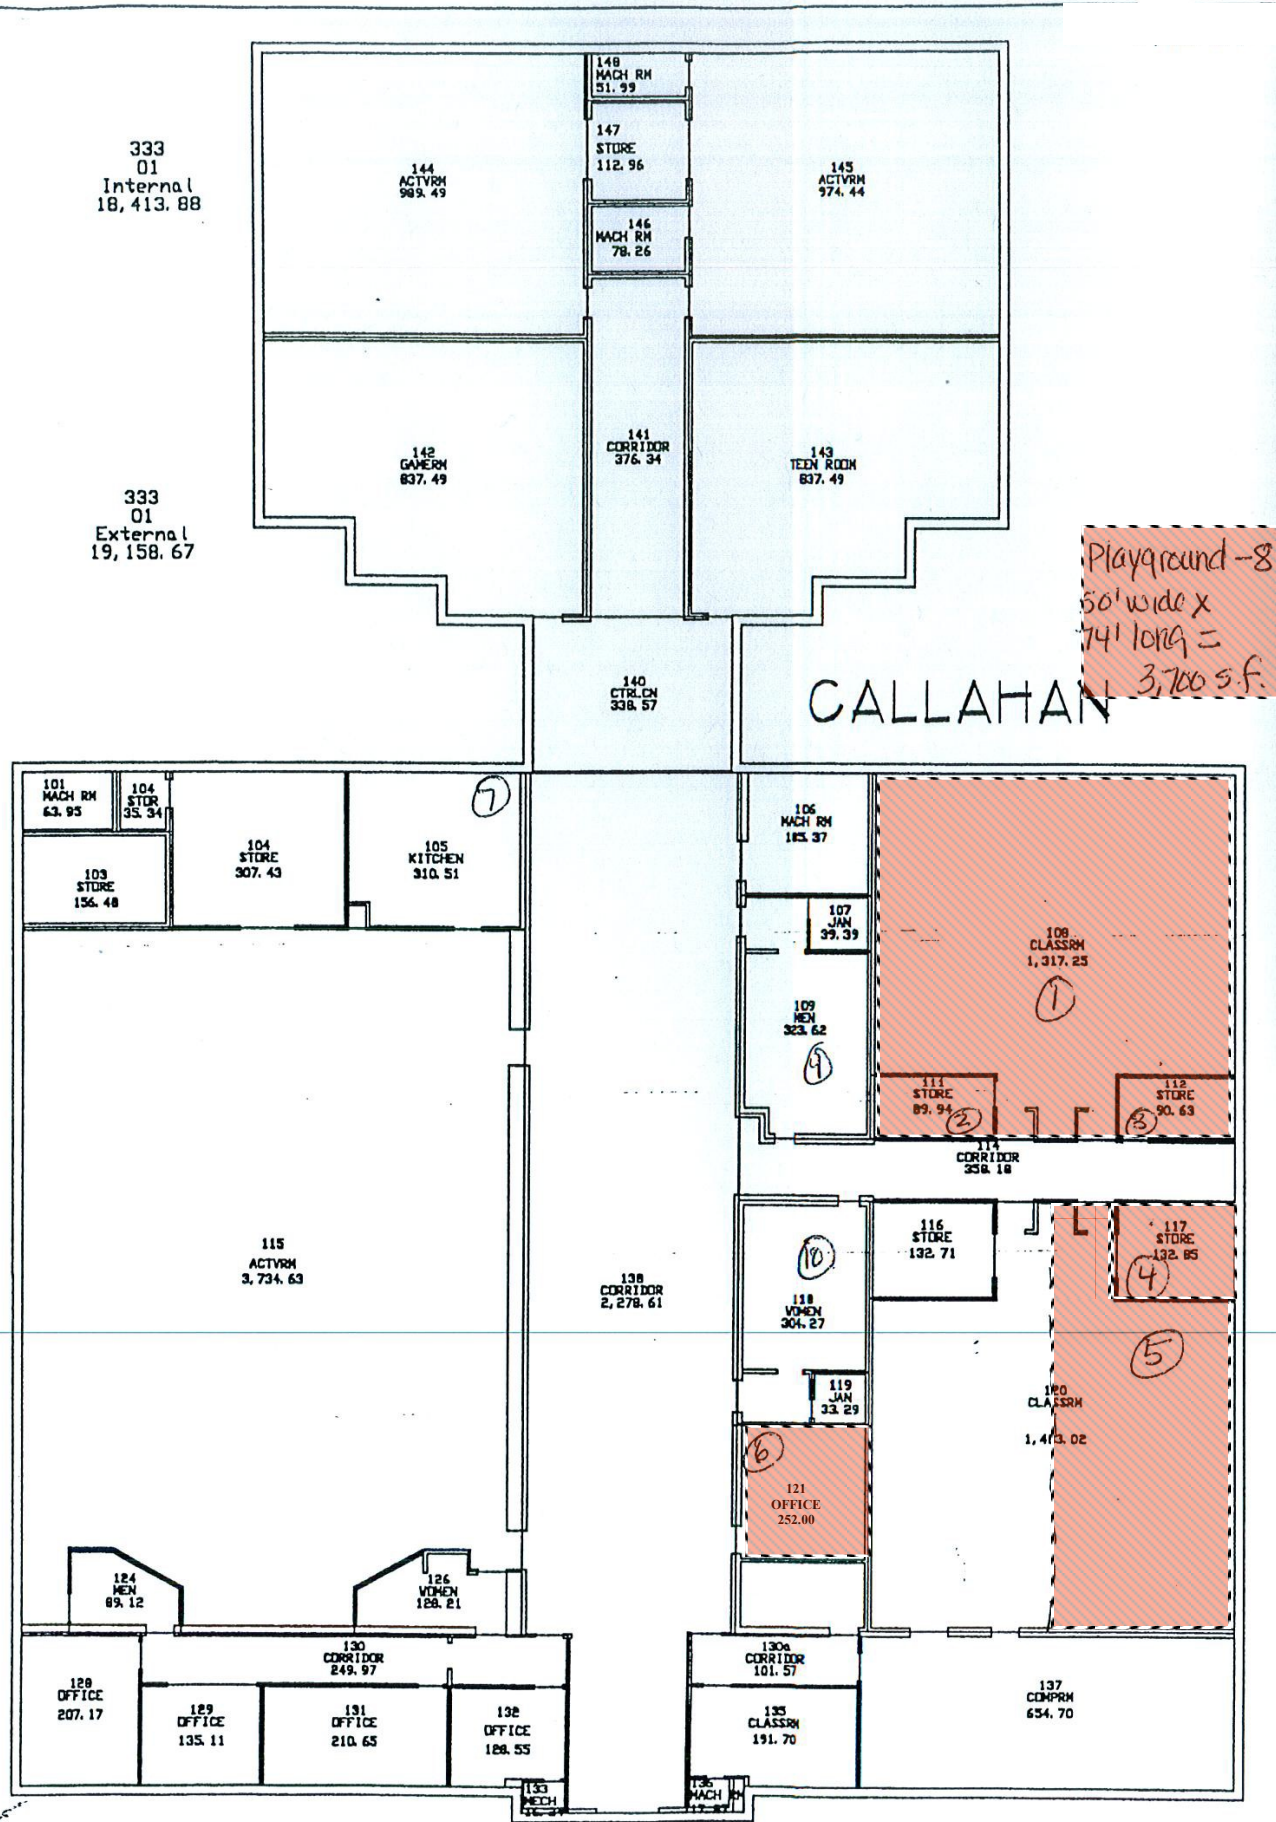 148
MACH RM
51.99
147
STORE
112.96
146
MACH RM
78.26
333
01
Internal
18,413.88
144
ACTVRM
989.49
145
ACTVRM
974.44
142
GAMERM
837.49
141
CORRIDOR
376.34
143
TEEN ROOM
837.49
333
01
External
19,158.67
Playground -8
50' wide x
74' long =
3,700 s.f.
140
CTRLCN
338.57
CALLAHAN
101
MACH RM
63.95
104
STOR
35.34
103
STORE
156.48
104
STORE
307.43
7
105
KITCHEN
310.51
106
MACH RM
185.37
107
JAN
39.39
108
CLASSRM
1,317.25
1
109
MEN
323.62
9
111
STORE
89.94
2
112
STORE
90.63
3
114
CORRIDOR
358.18
115
ACTVRM
3,734.63
138
CORRIDOR
2,278.61
10
118
WOMEN
304.27
116
STORE
132.71
117
STORE
132.85
4
5
119
JAN
33.29
120
CLASSRM
1,413.02
6
121
OFFICE
252.00
124
MEN
89.12
126
WOMEN
128.21
130
CORRIDOR
249.97
130a
CORRIDOR
101.57
128
OFFICE
207.17
129
OFFICE
135.11
131
OFFICE
210.65
132
OFFICE
128.55
135
CLASSRM
191.70
137
COMPRM
654.70
133
MECH
136
MACH RM